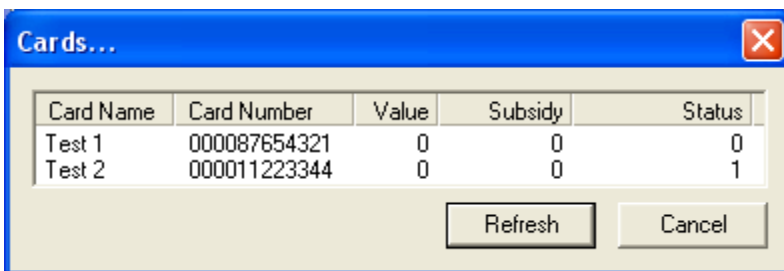 Cards...
Card Name Card Number Value Subsidy Status
Test 1 000087654321 0 0 0
Test 2 000011223344 0 0 1
Refresh Cancel